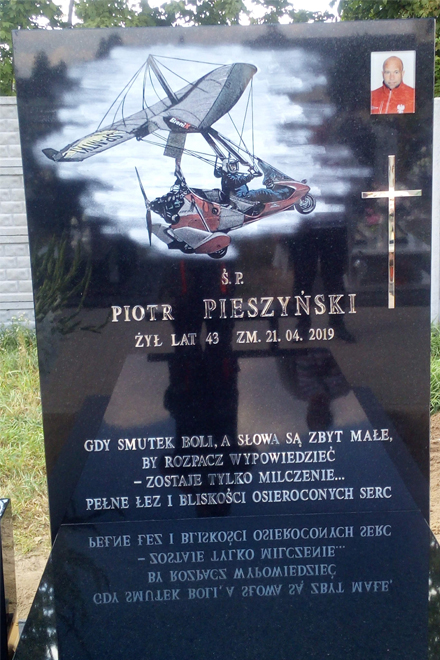 Ś. P.
PIOTR PIESZYŃSKI
ŻYŁ LAT 43 ZM. 21. 04. 2019
GDY SMUTEK BOLI, A SŁOWA SĄ ZBYT MAŁE,
BY ROZPACZ WYPOWIEDZIEĆ
– ZOSTAJE TYLKO MILCZENIE...
PEŁNE ŁEZ I BLISKOŚCI OSIEROCONYCH SERC